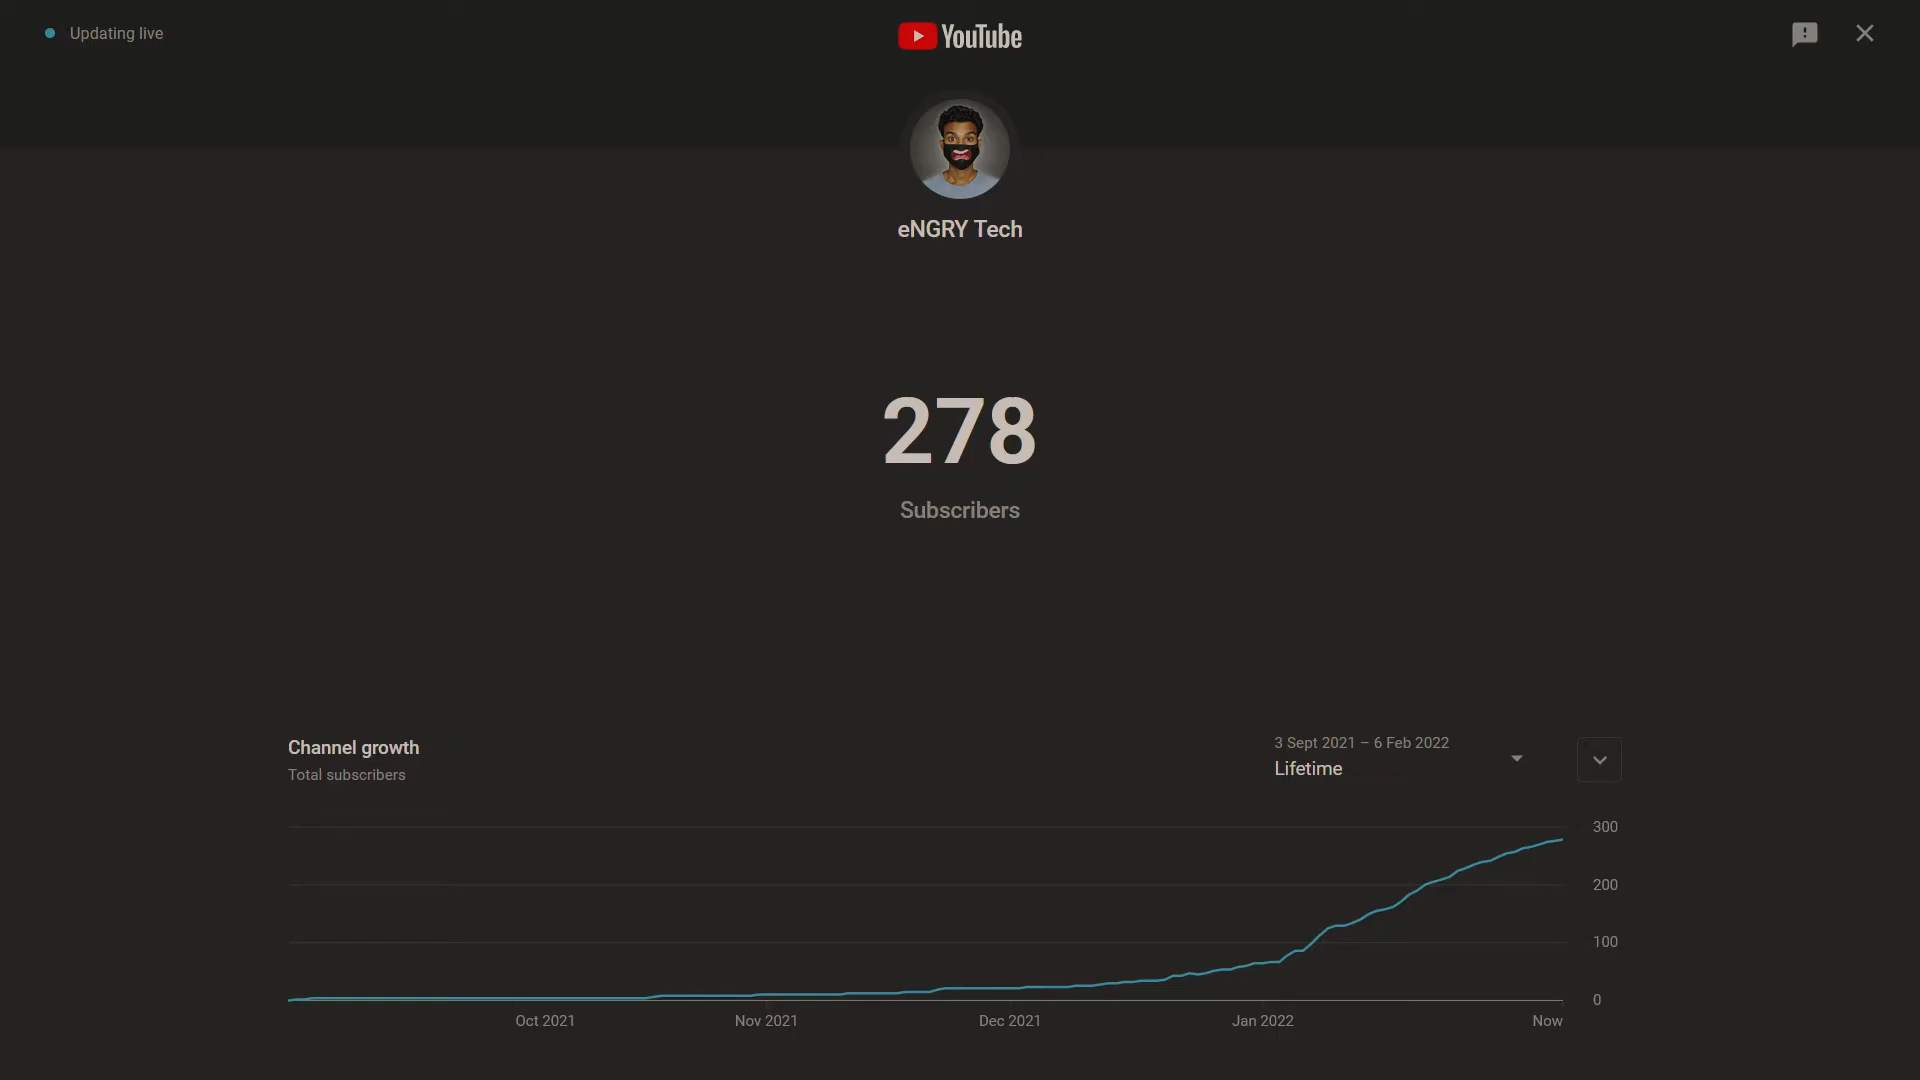 Updating live
YouTube
eNGRY Tech
278
Subscribers
Channel growth
Total subscribers
3 Sept 2021 – 6 Feb 2022
Lifetime
300
200
100
0
Oct 2021
Nov 2021
Dec 2021
Jan 2022
Now